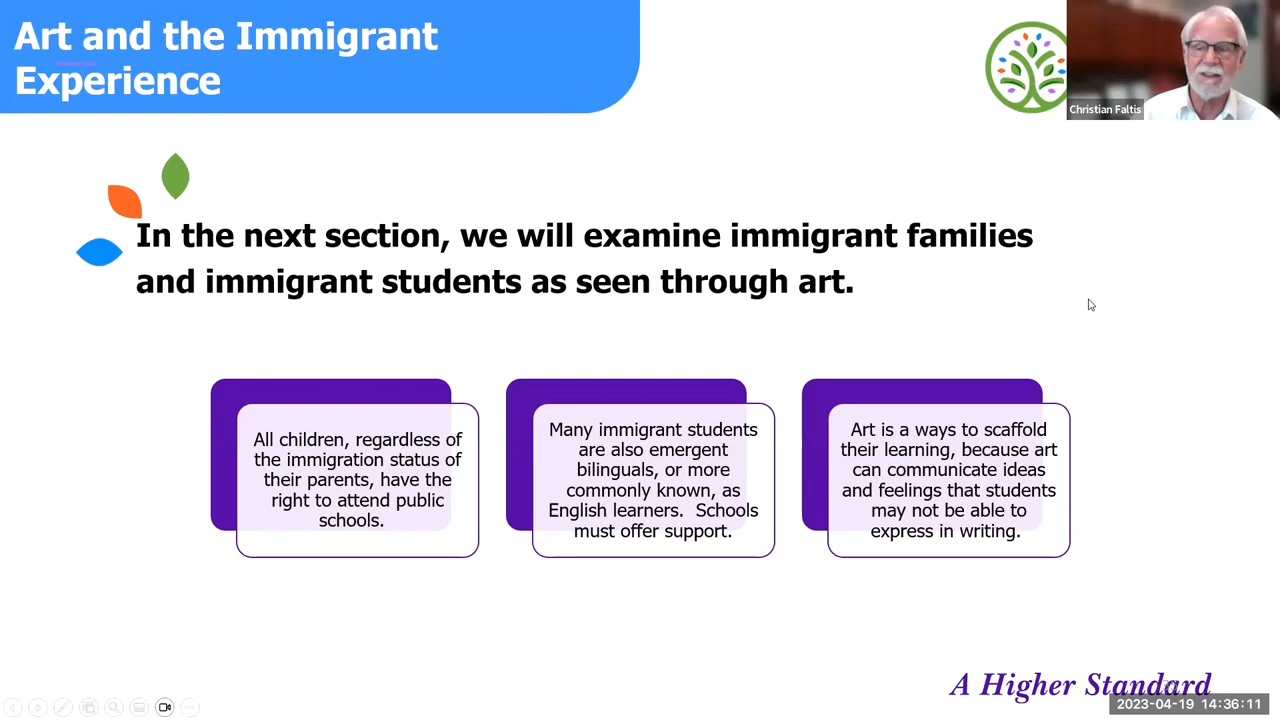 Art and the Immigrant
Experience
Christian Faltis
In the next section, we will examine immigrant families
and immigrant students as seen through art.
All children, regardless of
the immigration status of
their parents, have the
right to attend public
schools.
Many immigrant students
are also emergent
bilinguals, or more
commonly known, as
English learners.  Schools
must offer support.
Art is a ways to scaffold
their learning, because art
can communicate ideas
and feelings that students
may not be able to
express in writing.
A Higher Standard
2023-04-19 14:36:11